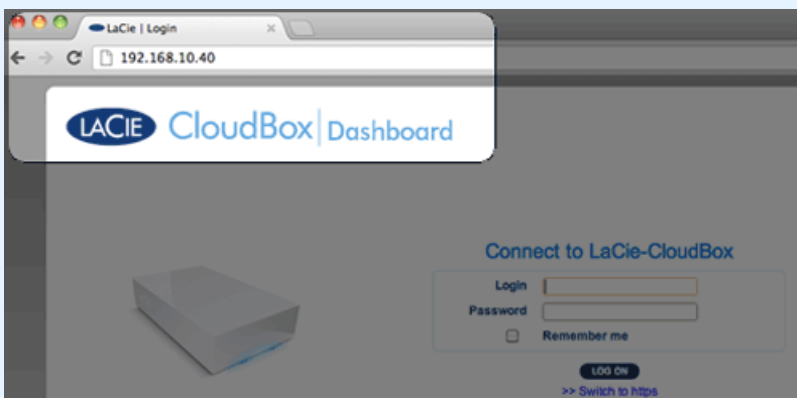 LaCie | Login
192.168.10.40
LACIE CloudBox | Dashboard
Connect to LaCie-CloudBox
Login
Password
Remember me
LOG ON
>> Switch to https